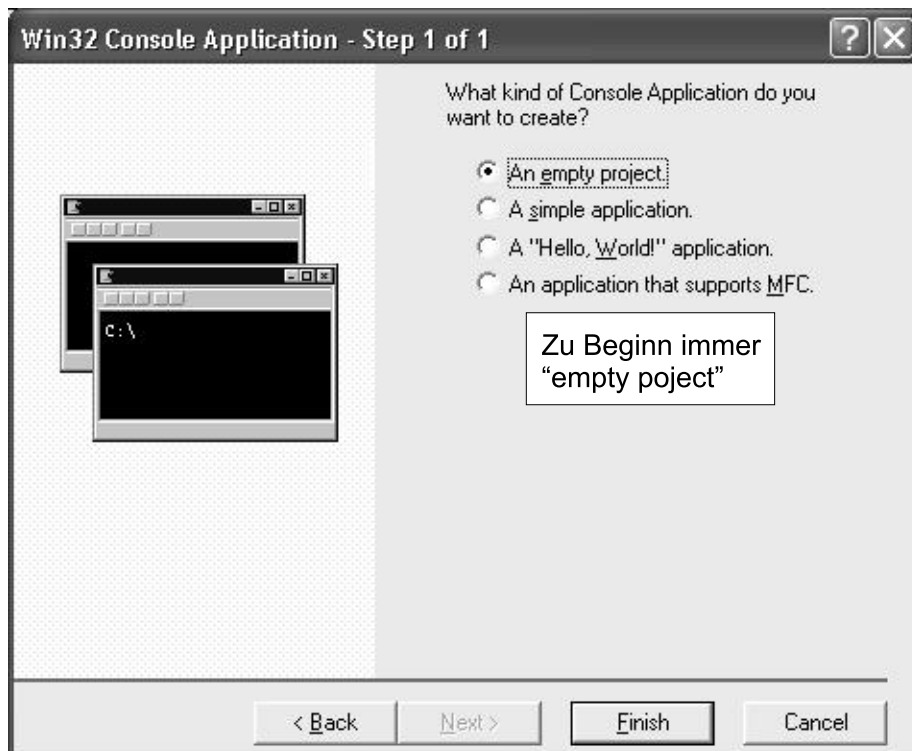 Win32 Console Application - Step 1 of 1
What kind of Console Application do you
want to create?
An empty project.
A simple application.
A "Hello, World!" application.
An application that supports MFC.
C:\
Zu Beginn immer
“empty poject”
< Back
Next >
Finish
Cancel